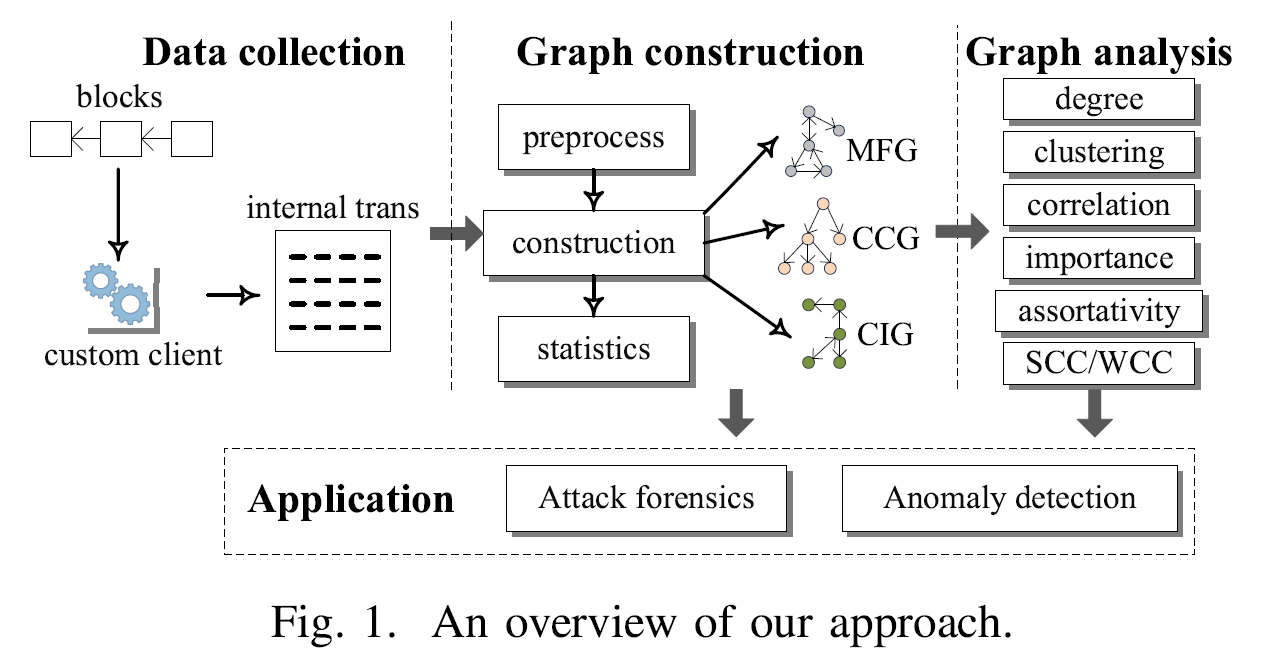 Data collection
blocks
custom client
internal trans
Graph construction
preprocess
construction
statistics
MFG
CCG
CIG
Graph analysis
degree
clustering
correlation
importance
assortativity
SCC/WCC
Application
Attack forensics
Anomaly detection
Fig. 1. An overview of our approach.